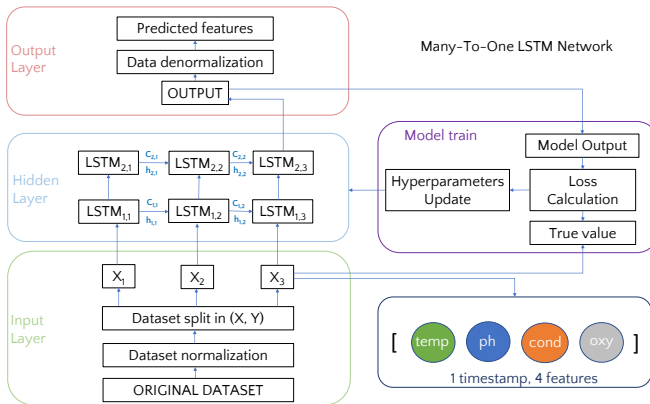 Many-To-One LSTM Network
Output
Layer
Predicted features
Data denormalization
OUTPUT
Hidden
Layer
LSTM2,1
C2,1
h2,1
LSTM2,2
C2,2
h2,2
LSTM2,3
LSTM1,1
C1,1
h1,1
LSTM1,2
C1,2
h1,2
LSTM1,3
Model train
Model Output
Hyperparameters
Update
Loss
Calculation
True value
Input
Layer
X1
X2
X3
Dataset split in (X, Y)
Dataset normalization
ORIGINAL DATASET
[ temp ph cond oxy ]
1 timestamp, 4 features